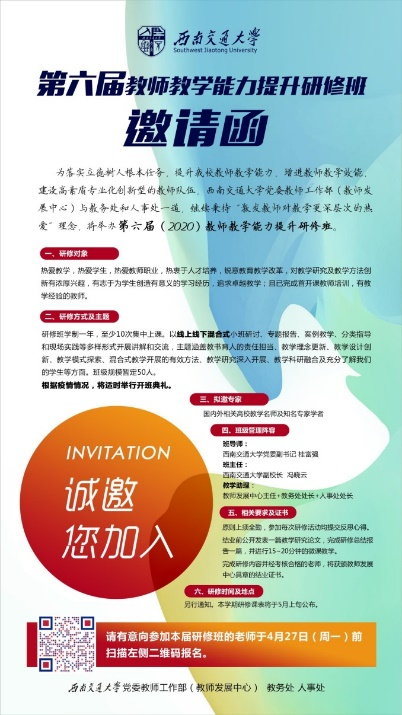 西南交通大学
Southwest Jiaotong University
第六届教师教学能力提升研修班
邀请函
为落实立德树人根本任务，提升我校教师教学能力，增进教师教学效能，
建设高素质专业化创新型的教师队伍，西南交通大学党委教师工作部（教师发
展中心）与教务处和人事处一道，继续秉持“激发教师对教学更深层次的热
爱”理念，将举办第六届（2020）教师教学能力提升研修班。
一、研修对象
热爱教学，热爱学生，热爱教师职业，热衷于人才培养，锐意教育教学改革，对教学研究及教学方法创
新有浓厚兴趣，有志于为学生创造有意义的学习经历，追求卓越教学；且已完成首开课教师培训，有教
学经验的教师。
二、研修方式及主题
研修班学制一年，至少10次集中上课。以线上线下混合式小班研讨、专题报告、案例教学、分类指导
和现场实践等多样形式开展讲解和交流，主题涵盖教书育人的责任担当、教学理念更新、教学设计创
新、教学模式探索、混合式教学开展的有效方法、教学研究深入开展、教学科研融合及充分了解我们
的学生等方面。班级规模暂定50人。
根据疫情情况，将适时举行开班典礼。
三、拟邀专家
国内外相关高校教学名师及知名专家学者
四、班级管理阵容
班导师：
西南交通大学党委副书记 桂富强
班主任：
西南交通大学副校长 冯晓云
教学助理：
教师发展中心主任+教务处处长+人事处处长
五、相关要求及证书
原则上须全勤，参加每次研修活动均提交反思心得。
结业前公开发表一篇教学研究论文，完成研修总结报
告一篇，并进行15~20分钟的微课教学。
完成研修内容并经考核合格的老师，将获颁教师发展
中心具章的结业证书。
六、研修时间及地点
另行通知。本学期研修课表将于5月上旬公布。
INVITATION
诚邀
您加入
请有意向参加本届研修班的老师于4月27日（周一）前
扫描左侧二维码报名。
西南交通大学党委教师工作部（教师发展中心） 教务处 人事处